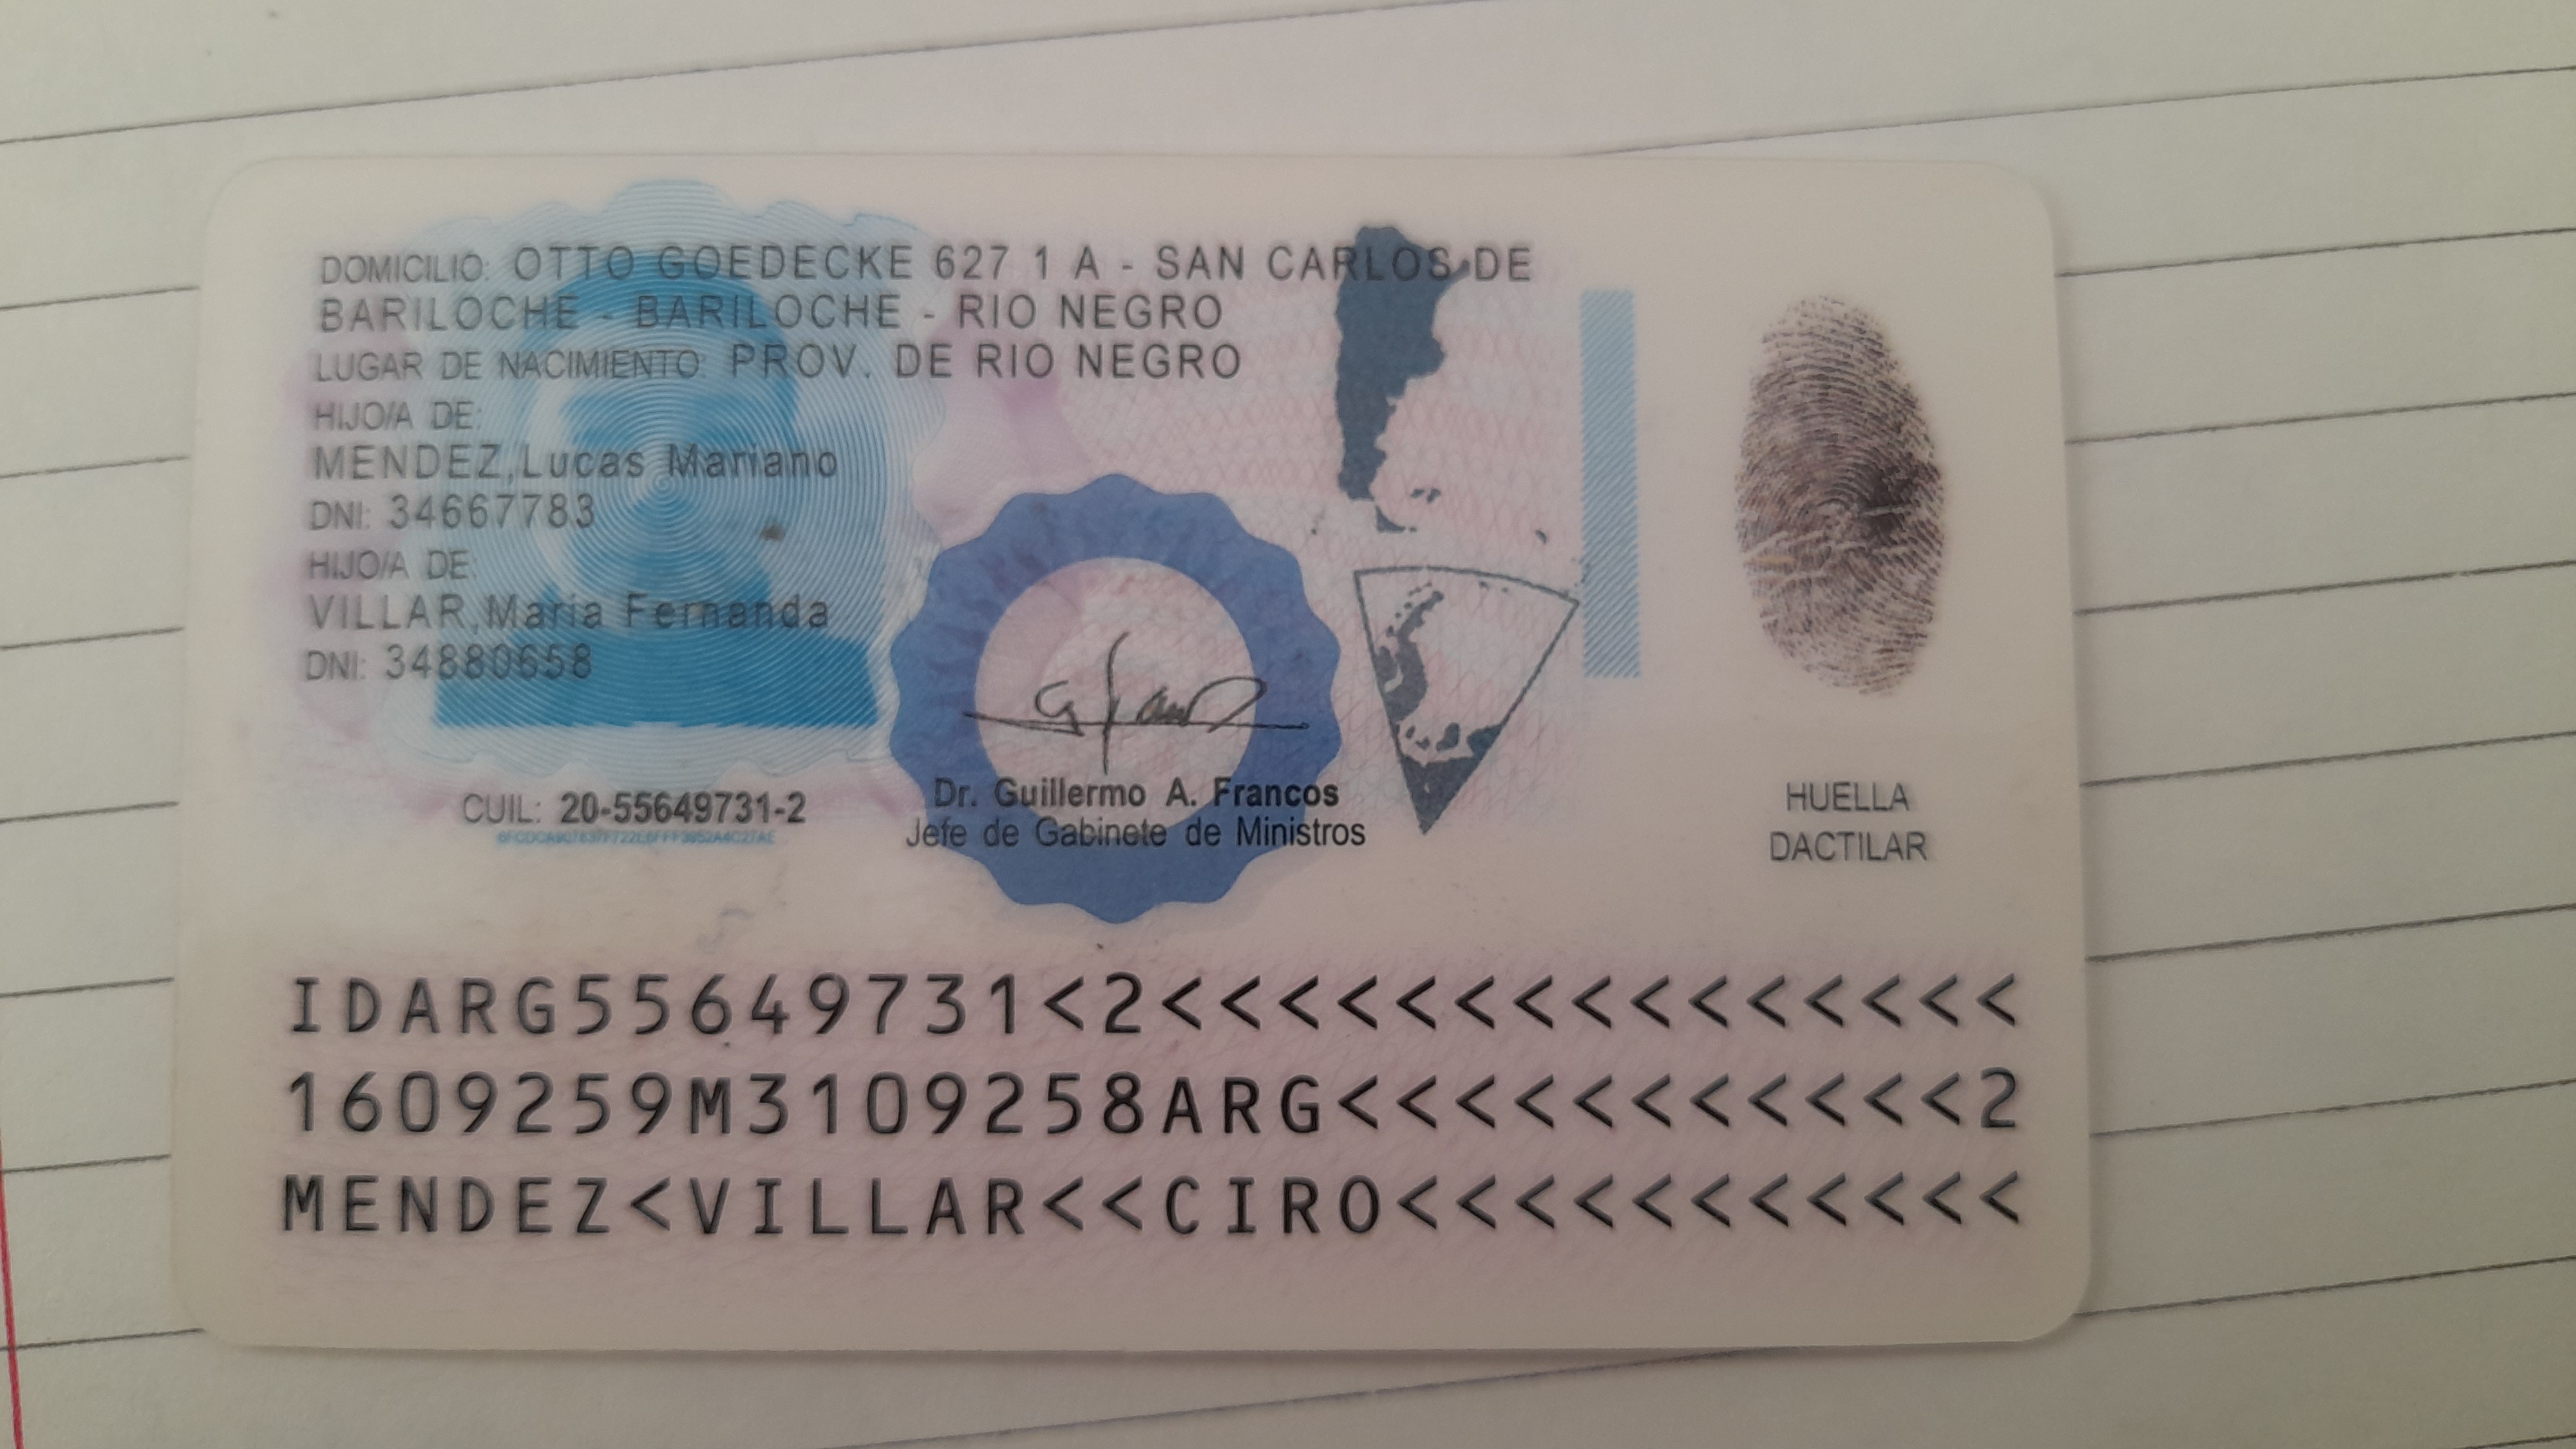 DOMICILIO: OTTO GOEDECKE 627 1 A - SAN CARLOS DE
BARILOCHE - BARILOCHE - RIO NEGRO
LUGAR DE NACIMIENTO: PROV. DE RIO NEGRO
HIJO/A DE:
MENDEZ,Lucas Mariano
DNI: 34667783
HIJO/A DE
VILLAR,Maria Fernanda
DNI: 34880658
CUIL: 20-55649731-2
Dr. Guillermo A. Francos
Jefe de Gabinete de Ministros
HUELLA
DACTILAR
IDARG55649731<2<<<<<<<<<<<<<<<
1609259M3109258ARG<<<<<<<<<<<2
MENDEZ<VILLAR<<CIRO<<<<<<<<<<<